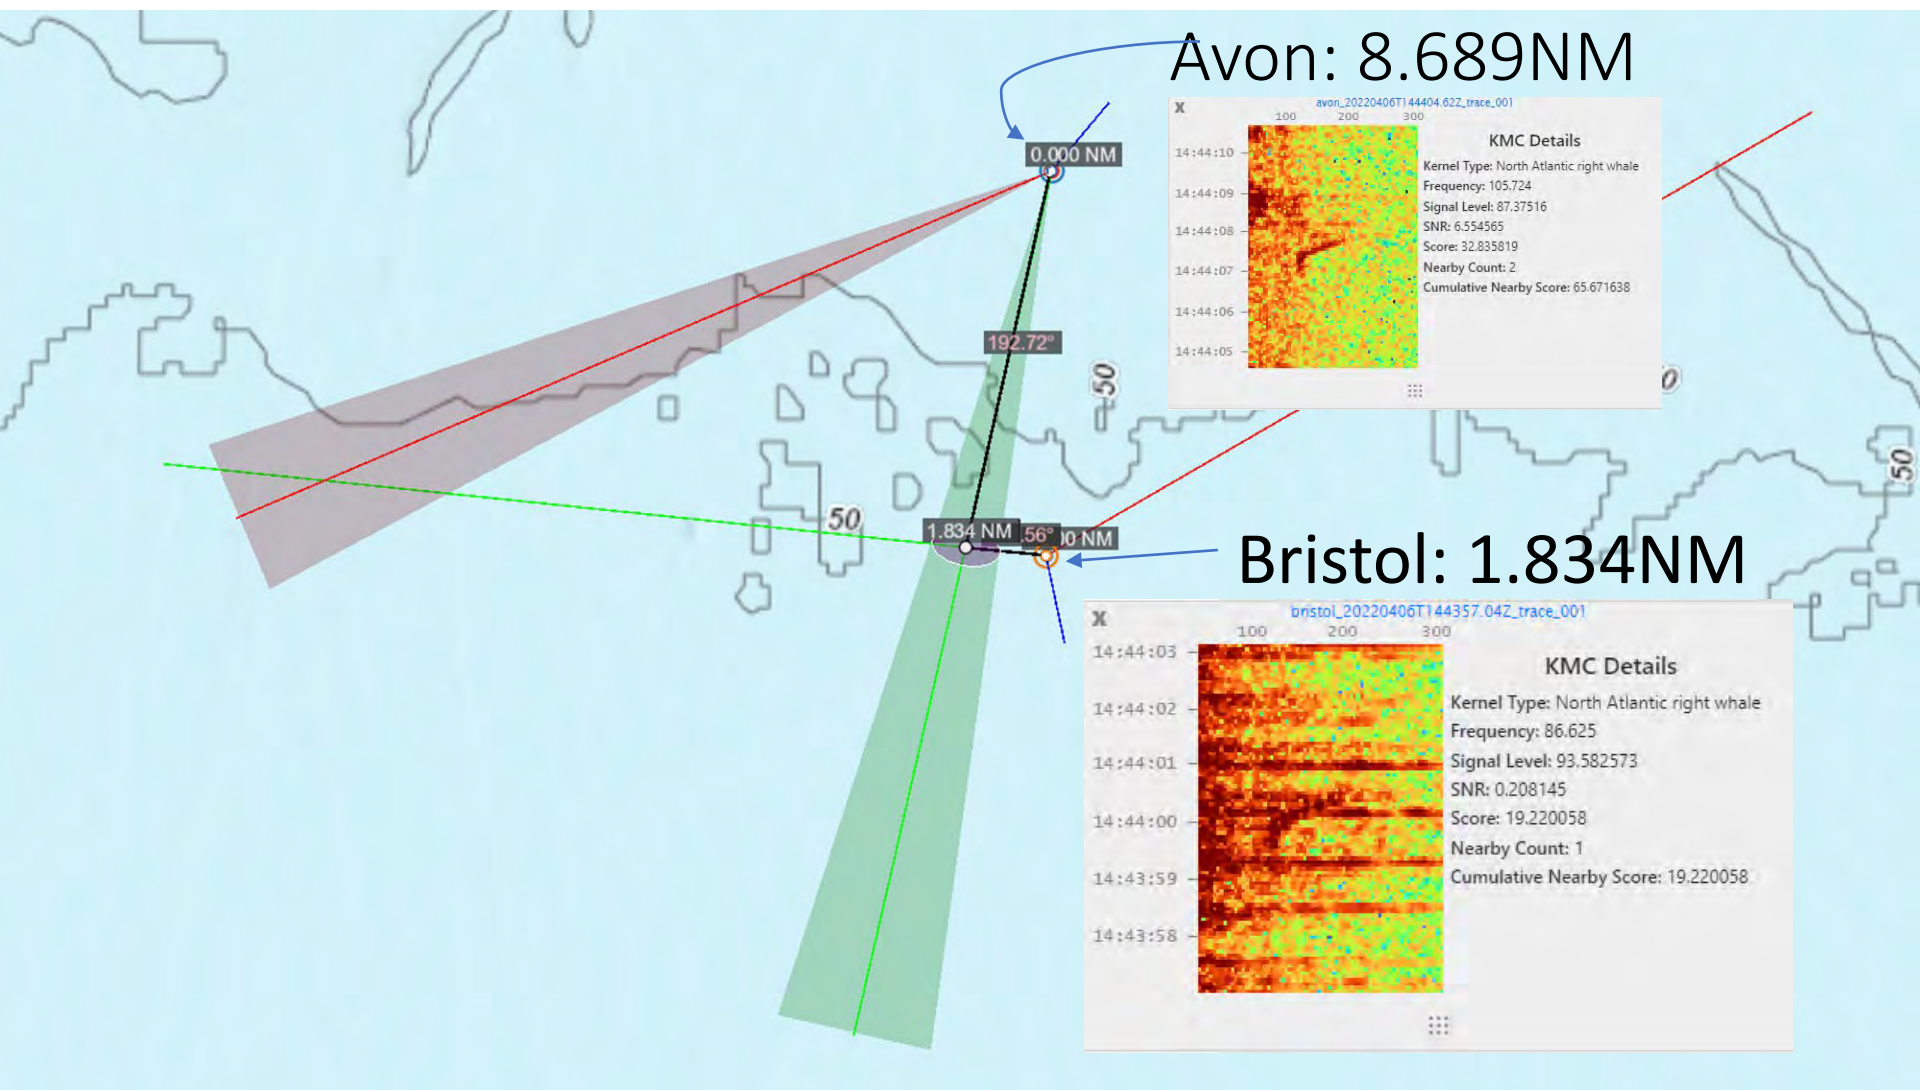 Avon: 8.689NM
X
avon_20220406T144404.62Z_trace_001
100 200 300
14:44:10
14:44:09
14:44:08
14:44:07
14:44:06
14:44:05
KMC Details
Kernel Type: North Atlantic right whale
Frequency: 105.724
Signal Level: 87.37516
SNR: 6.554565
Score: 32.835819
Nearby Count: 2
Cumulative Nearby Score: 65.671638
0.000 NM
192.72°
50
0
50
50
1.834 NM
.56°
00 NM
Bristol: 1.834NM
X
bristol_20220406T144357.04Z_trace_001
100 200 300
14:44:03
14:44:02
14:44:01
14:44:00
14:43:59
14:43:58
KMC Details
Kernel Type: North Atlantic right whale
Frequency: 86.625
Signal Level: 93.582573
SNR: 0.208145
Score: 19.220058
Nearby Count: 1
Cumulative Nearby Score: 19.220058